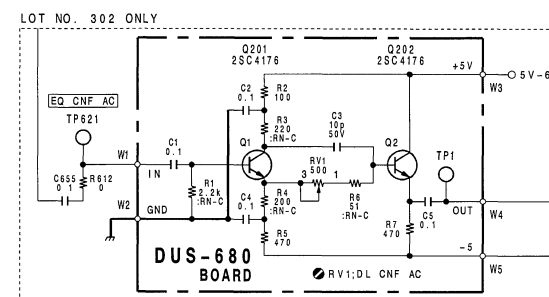 LOT NO. 302 ONLY
Q201
2SC4176
Q202
2SC4176
+5V
5V-6
W3
C2
0.1
R2
100
EQ CNF AC
TP621
R3
220
:RN-C
C3
10p
50V
C1
0.1
Q1
Q2
W1
IN
RV1
500
3
1
TP1
C655
0.1
R612
0
R1
2.2k
:RN-C
R4
200
:RN-C
R6
51
:RN-C
W2
GND
C4
0.1
C5
0.1
OUT
W4
R5
470
R7
470
-5
W5
DUS-680
BOARD
RV1;DL CNF AC